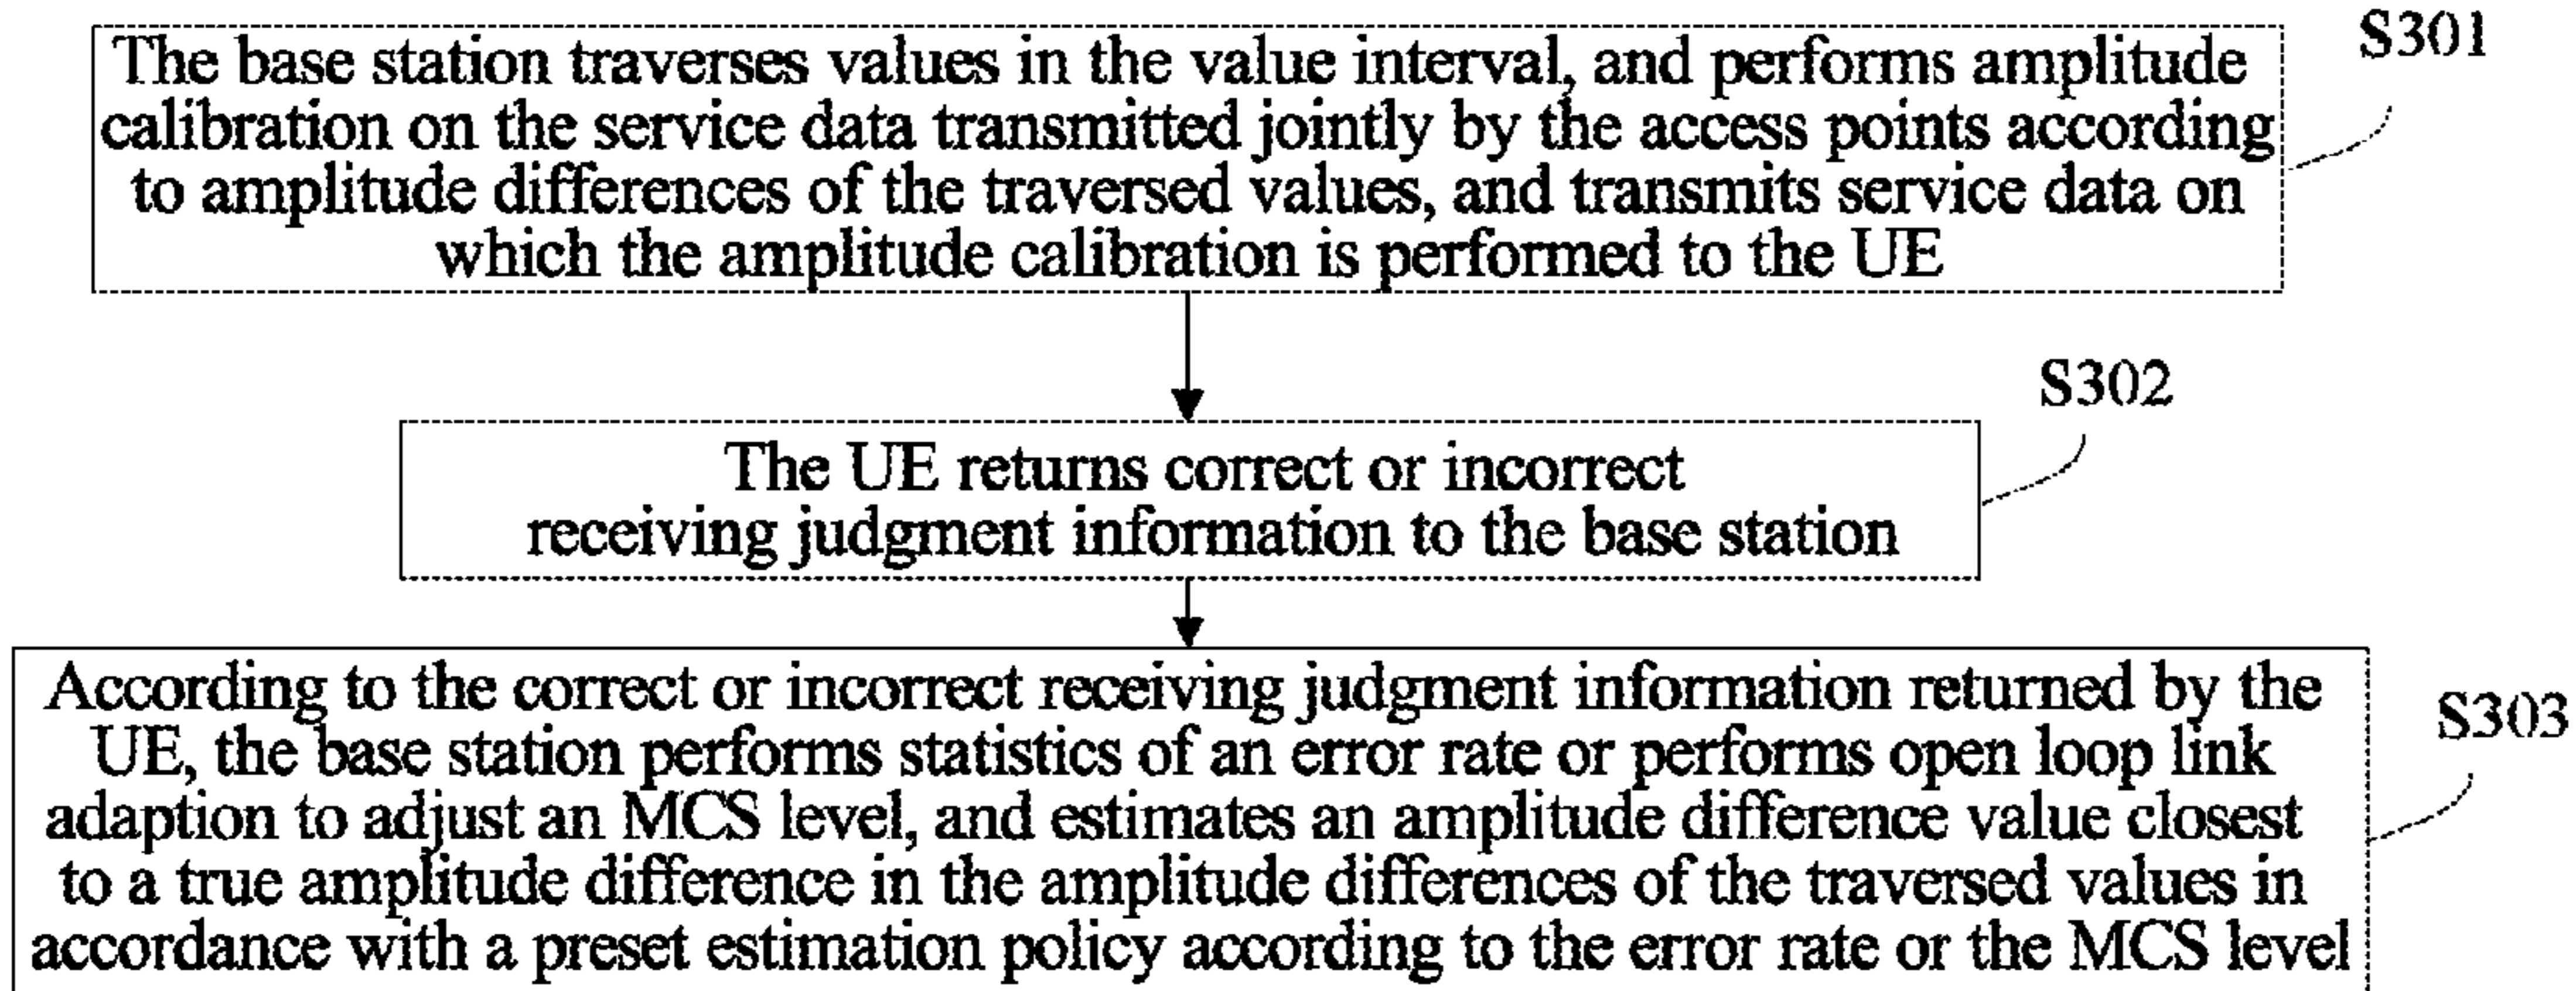 The base station traverses values in the value interval, and performs amplitude
calibration on the service data transmitted jointly by the access points according
to amplitude differences of the traversed values, and transmits service data on
which the amplitude calibration is performed to the UE
S301
The UE returns correct or incorrect
receiving judgment information to the base station
S302
According to the correct or incorrect receiving judgment information returned by the
UE, the base station performs statistics of an error rate or performs open loop link
adaption to adjust an MCS level, and estimates an amplitude difference value closest
to a true amplitude difference in the amplitude differences of the traversed values in
accordance with a preset estimation policy according to the error rate or the MCS level
S303